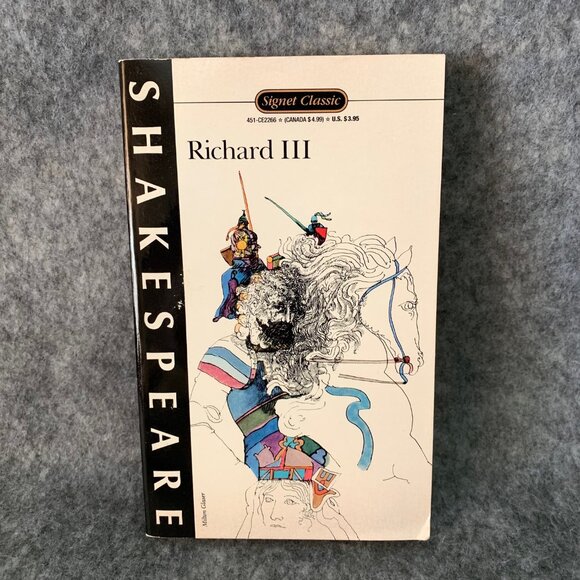 SHAKESPEARE
Signet Classic
451-CE2266 ☆ (CANADA $4.99) ☆ U.S. $3.95
Richard III
Milton Glaser